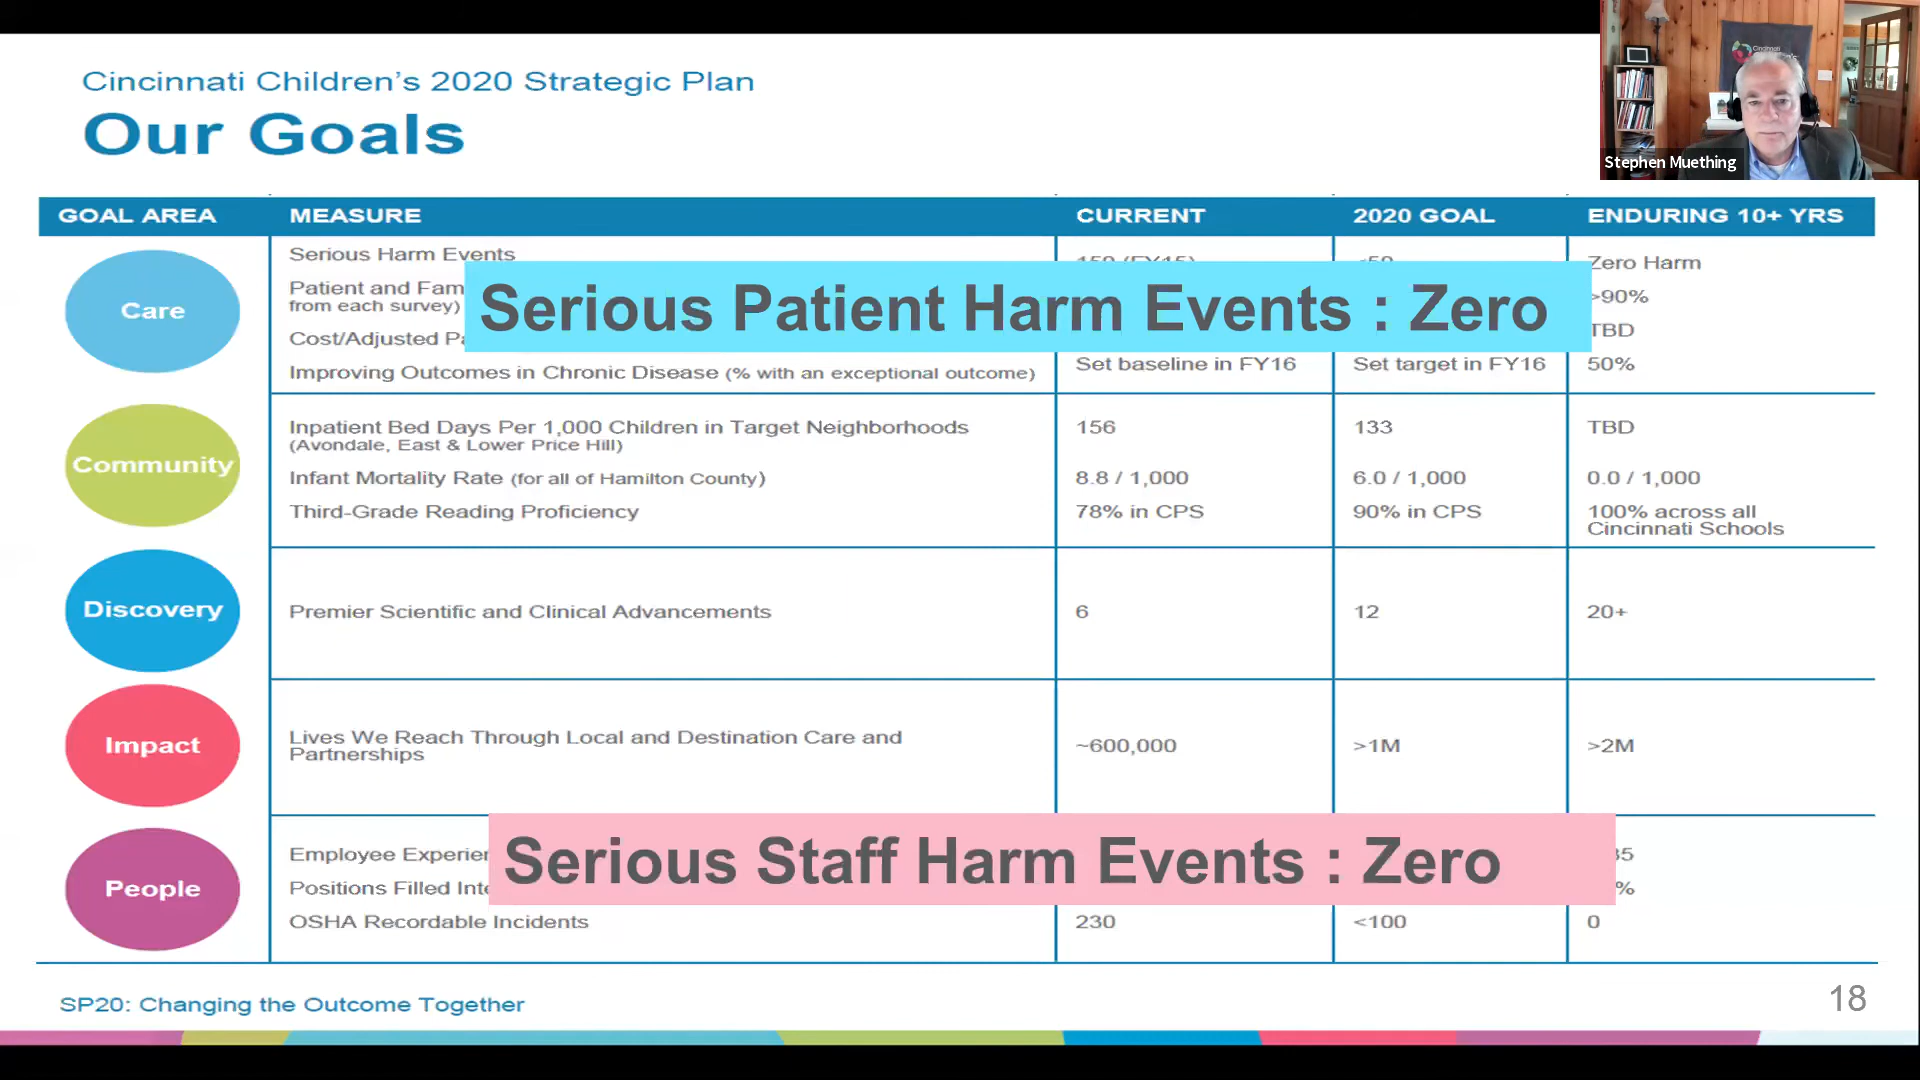 Cincinnati Children's 2020 Strategic Plan
Our Goals
Stephen Muething
GOAL AREA MEASURE CURRENT 2020 GOAL ENDURING 10+ YRS
Care
Serious Harm Events Zero Harm
Patient and Fam >90%
from each survey)
Serious Patient Harm Events : Zero
Cost/Adjusted TBD
Improving Outcomes in Chronic Disease (% with an exceptional outcome) Set baseline in FY16 Set target in FY16 50%
Community
Inpatient Bed Days Per 1,000 Children in Target Neighborhoods 156 133 TBD
(Avondale, East & Lower Price Hill)
Infant Mortality Rate (for all of Hamilton County) 8.8 / 1,000 6.0 / 1,000 0.0 / 1,000
Third-Grade Reading Proficiency 78% in CPS 90% in CPS 100% across all
Cincinnati Schools
Discovery
Premier Scientific and Clinical Advancements 6 12 20+
Impact
Lives We Reach Through Local and Destination Care and
Partnerships ~600,000 >1M >2M
People
Employee
Serious Staff Harm Events : Zero
Positions Filled
OSHA Recordable Incidents 230 <100 0
SP20: Changing the Outcome Together
18